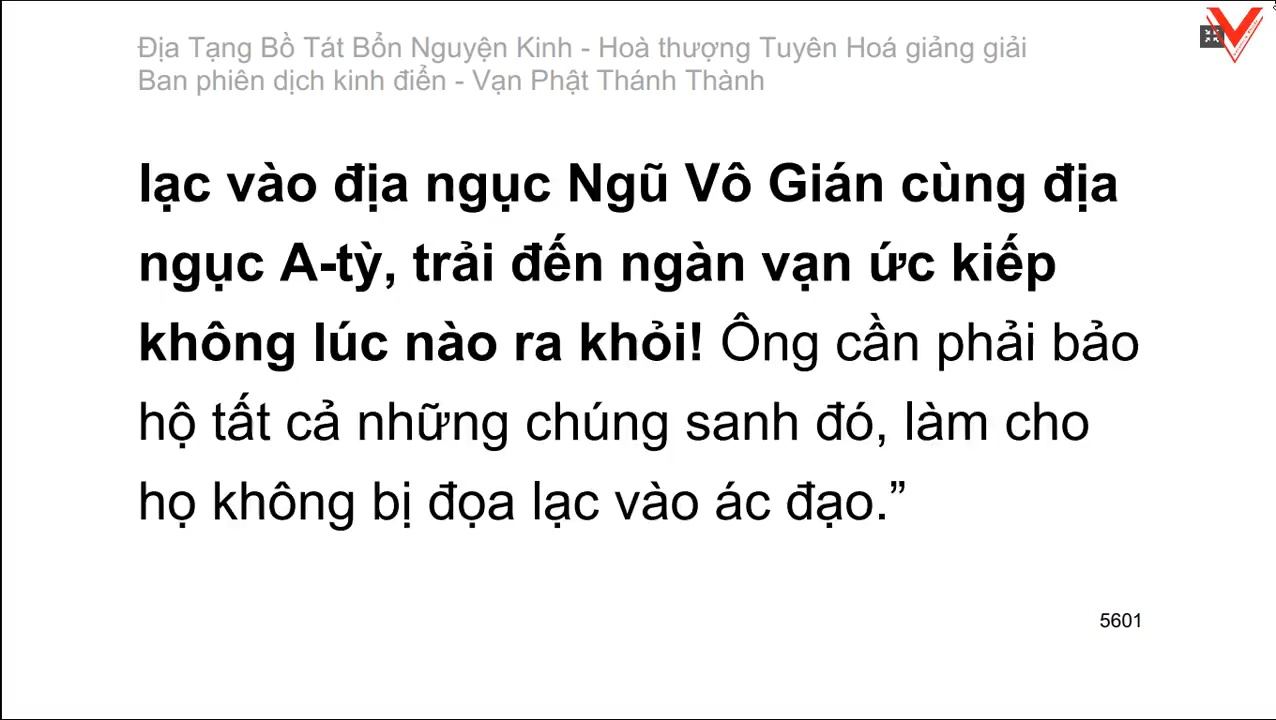 Địa Tạng Bồ Tát Bổn Nguyện Kinh - Hoà thượng Tuyên Hoá giảng giải
Ban phiên dịch kinh điển - Vạn Phật Thánh Thành
lạc vào địa ngục Ngũ Vô Gián cùng địa
ngục A-tỳ, trải đến ngàn vạn ức kiếp
không lúc nào ra khỏi! Ông cần phải bảo
hộ tất cả những chúng sanh đó, làm cho
họ không bị đọa lạc vào ác đạo.”
5601